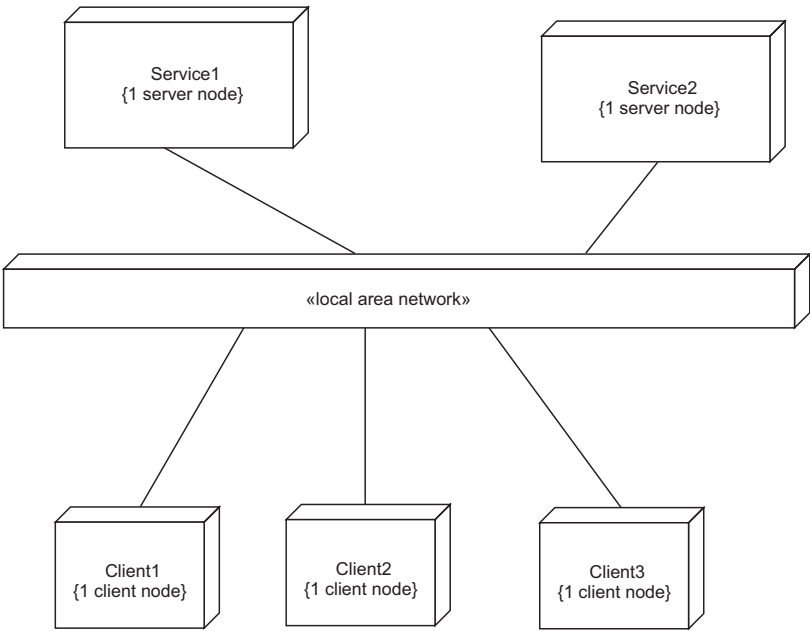 Service1
{1 server node}
Service2
{1 server node}
«local area network»
Client1
{1 client node}
Client2
{1 client node}
Client3
{1 client node}